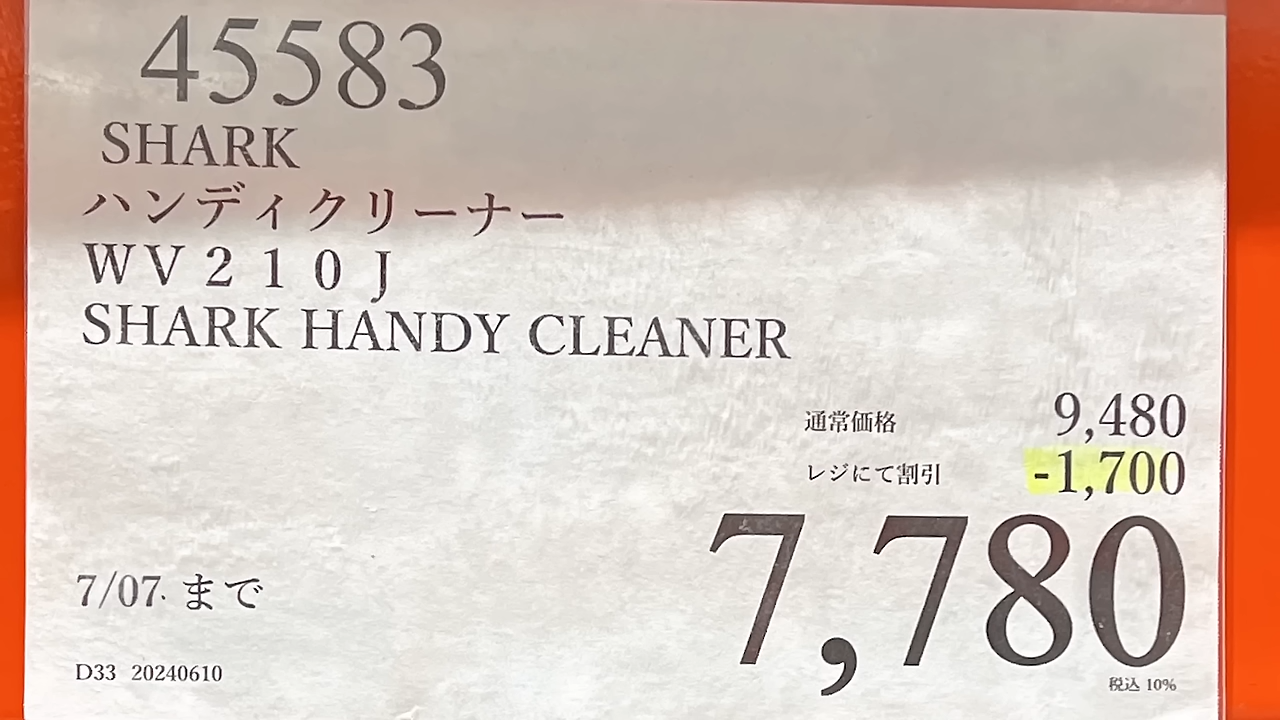 45583
SHARK
ハンディクリーナー
ＷＶ２１０Ｊ
SHARK HANDY CLEANER
通常価格 9,480
レジにて割引 -1,700
7,780
7/07 まで
D33 20240610
税込 10%